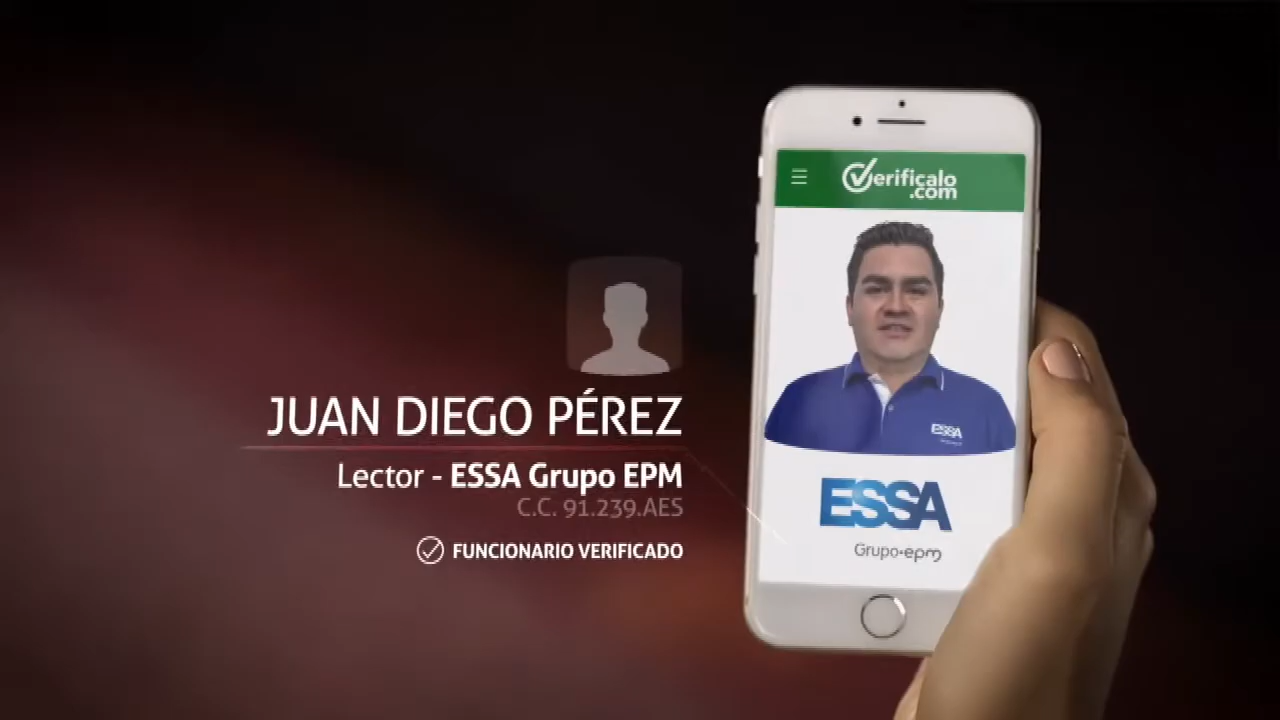 JUAN DIEGO PÉREZ
Lector - ESSA Grupo EPM
C.C. 91.239.AES
FUNCIONARIO VERIFICADO
Verificalo
.com
ESSA
ESSA
Grupo·epm